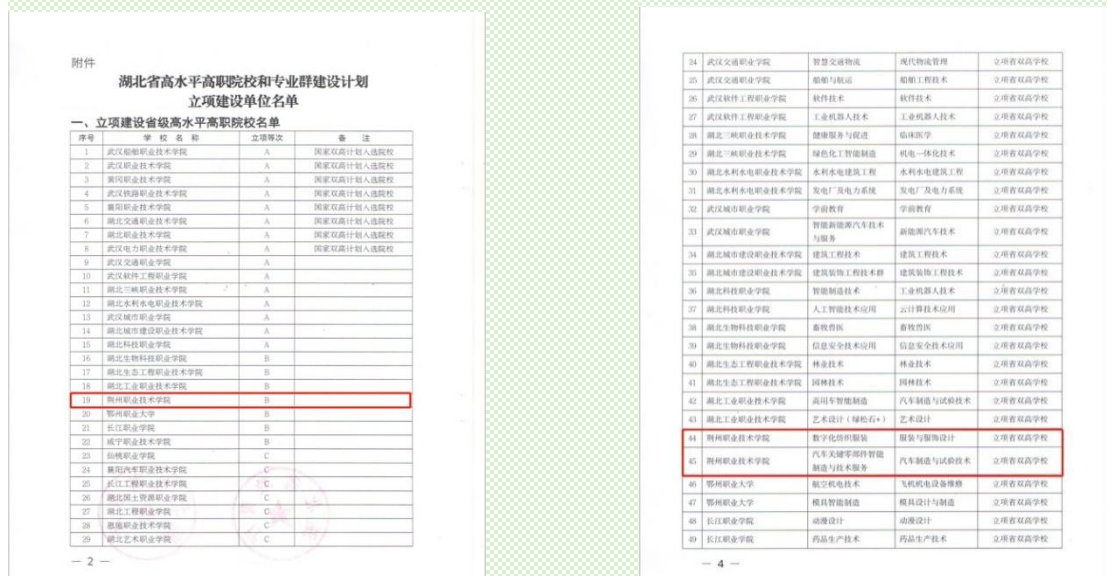 附件
湖北省高水平高职院校和专业群建设计划
立项建设单位名单
一、立项建设省级高水平高职院校名单
序号 学 校 名 称 立项等次 备 注
1 武汉船舶职业技术学院 A 国家双高计划入选院校
2 武汉职业技术学院 A 国家双高计划入选院校
3 黄冈职业技术学院 A 国家双高计划入选院校
4 武汉铁路职业技术学院 A 国家双高计划入选院校
5 襄阳职业技术学院 A 国家双高计划入选院校
6 湖北交通职业技术学院 A 国家双高计划入选院校
7 湖北职业技术学院 A 国家双高计划入选院校
8 武汉电力职业技术学院 A 国家双高计划入选院校
9 武汉交通职业学院 A
10 武汉软件工程职业学院 A
11 湖北三峡职业技术学院 A
12 湖北水利水电职业技术学院 A
13 武汉城市职业学院 A
14 湖北城市建设职业技术学院 A
15 湖北科技职业学院 A
16 湖北生物科技职业学院 B
17 湖北生态工程职业技术学院 B
18 湖北工业职业技术学院 B
19 荆州职业技术学院 B
20 鄂州职业大学 B
21 长江职业学院 B
22 咸宁职业技术学院 B
23 仙桃职业学院 C
24 襄阳汽车职业技术学院 C
25 长江工程职业技术学院 C
26 湖北国土资源职业学院 C
27 湖北工程职业学院 C
28 恩施职业技术学院 C
29 湖北艺术职业学院 C
— 2 —
24 武汉交通职业学院 智慧交通物流 现代物流管理 立项省双高学校
25 武汉交通职业学院 船舶与航运 船舶工程技术 立项省双高学校
26 武汉软件工程职业学院 软件技术 软件技术 立项省双高学校
27 武汉软件工程职业学院 工业机器人技术 工业机器人技术 立项省双高学校
28 湖北三峡职业技术学院 健康服务与促进 临床医学 立项省双高学校
29 湖北三峡职业技术学院 绿色化工智能制造 机电一体化技术 立项省双高学校
30 湖北水利水电职业技术学院 水利水电建筑工程 水利水电建筑工程 立项省双高学校
31 湖北水利水电职业技术学院 发电厂及电力系统 发电厂及电力系统 立项省双高学校
32 武汉城市职业学院 学前教育 学前教育 立项省双高学校
33 武汉城市职业学院 智能新能源汽车技术与服务 新能源汽车技术 立项省双高学校
34 湖北城市建设职业技术学院 建筑工程技术 建筑工程技术 立项省双高学校
35 湖北城市建设职业技术学院 建筑装饰工程技术群 建筑装饰工程技术 立项省双高学校
36 湖北科技职业学院 智能制造技术 工业机器人技术 立项省双高学校
37 湖北科技职业学院 人工智能技术应用 云计算技术应用 立项省双高学校
38 湖北生物科技职业学院 畜牧兽医 畜牧兽医 立项省双高学校
39 湖北生物科技职业学院 信息安全技术应用 信息安全技术应用 立项省双高学校
40 湖北生态工程职业技术学院 林业技术 林业技术 立项省双高学校
41 湖北生态工程职业技术学院 园林技术 园林技术 立项省双高学校
42 湖北工业职业技术学院 商用车智能制造 汽车制造与试验技术 立项省双高学校
43 湖北工业职业技术学院 艺术设计（绿松石+） 艺术设计 立项省双高学校
44 荆州职业技术学院 数字化纺织服装 服装与服饰设计 立项省双高学校
45 荆州职业技术学院 汽车关键零部件智能制造与技术服务 汽车制造与试验技术 立项省双高学校
46 鄂州职业大学 航空机电技术 飞机机电设备维修 立项省双高学校
47 鄂州职业大学 模具智能制造 模具设计与制造 立项省双高学校
48 长江职业学院 动漫设计 动漫设计 立项省双高学校
49 长江职业学院 药品生产技术 药品生产技术 立项省双高学校
— 4 —